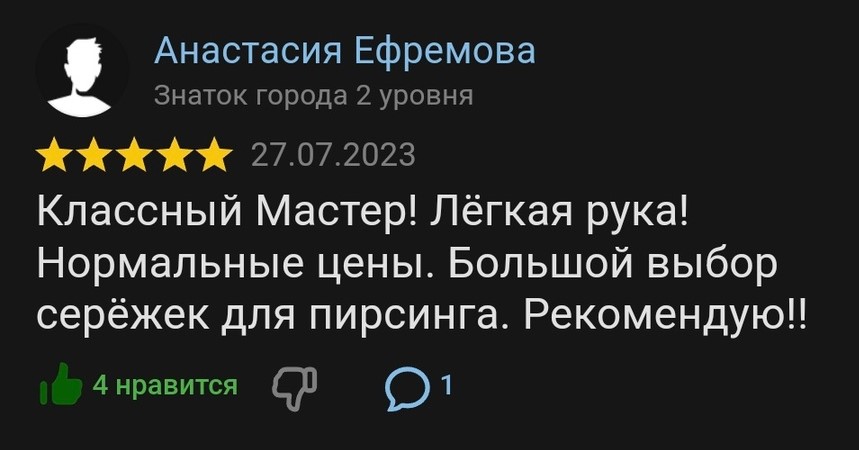 Анастасия Ефремова
Знаток города 2 уровня
27.07.2023
Классный Мастер! Лёгкая рука!
Нормальные цены. Большой выбор
серёжек для пирсинга. Рекомендую!!
4 нравится
1